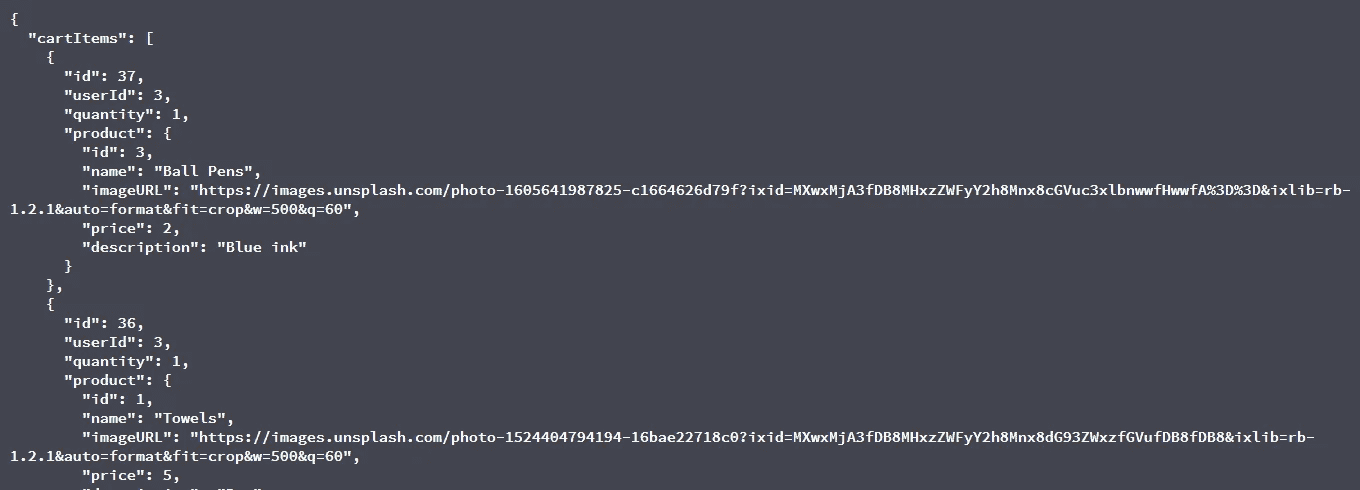 {
  "cartItems": [
    {
      "id": 37,
      "userId": 3,
      "quantity": 1,
      "product": {
        "id": 3,
        "name": "Ball Pens",
        "imageURL": "https://images.unsplash.com/photo-1605641987825-c1664626d79f?ixid=MXwxMjA3fDB8MHxzZWFyY2h8Mnx8cGVuc3xlbnwwfHwwfA%3D%3D&ixlib=rb-
1.2.1&auto=format&fit=crop&w=500&q=60",
        "price": 2,
        "description": "Blue ink"
      }
    },
    {
      "id": 36,
      "userId": 3,
      "quantity": 1,
      "product": {
        "id": 1,
        "name": "Towels",
        "imageURL": "https://images.unsplash.com/photo-1524404794194-16bae22718c0?ixid=MXwxMjA3fDB8MHxzZWFyY2h8Mnx8dG93ZWxzfGVufDB8fDB8&ixlib=rb-
1.2.1&auto=format&fit=crop&w=500&q=60",
        "price": 5,